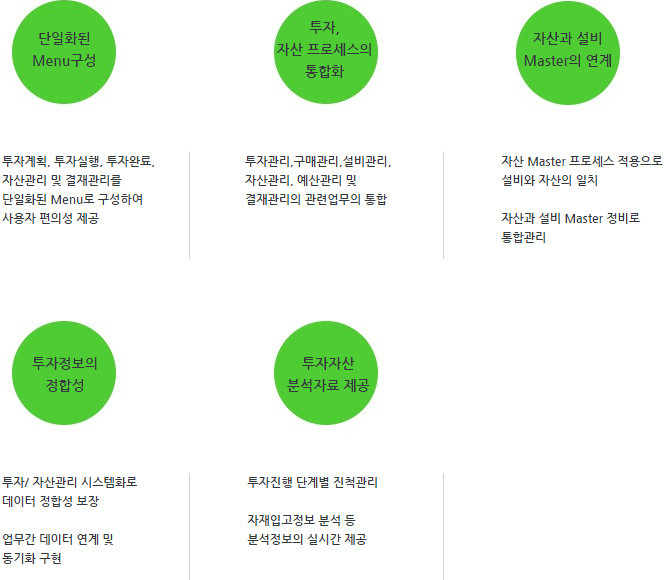 단일화된
Menu구성
투자계획, 투자실행, 투자완료,
자산관리 및 결재관리를
단일화된 Menu로 구성하여
사용자 편의성 제공
투자,
자산 프로세스의
통합화
투자관리,구매관리,설비관리,
자산관리, 예산관리 및
결재관리의 관련업무의 통합
자산과 설비
Master의 연계
자산 Master 프로세스 적용으로
설비와 자산의 일치
자산과 설비 Master 정비로
통합관리
투자정보의
정합성
투자/ 자산관리 시스템화로
데이터 정합성 보장
업무간 데이터 연계 및
동기화 구현
투자자산
분석자료 제공
투자진행 단계별 진척관리
자재입고정보 분석 등
분석정보의 실시간 제공